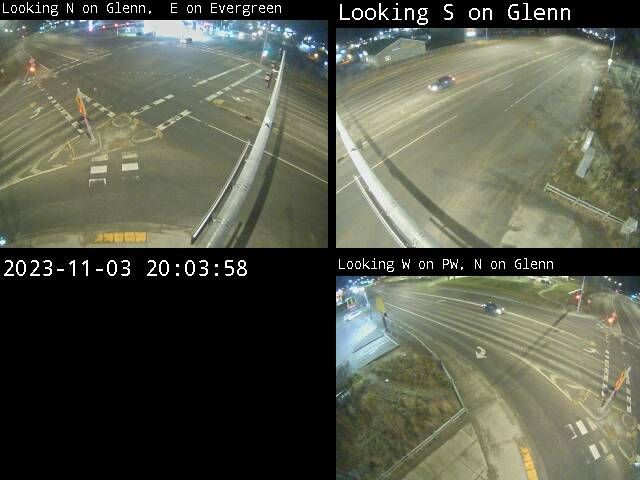 Looking N on Glenn, E on Evergreen
Looking S on Glenn
2023-11-03 20:03:58
Looking W on PW, N on Glenn